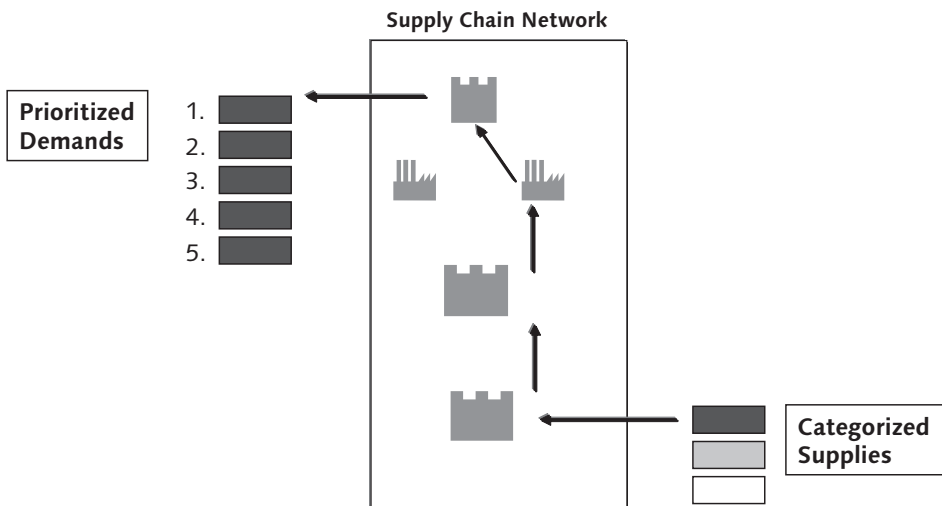 Supply Chain Network
Prioritized
Demands
1.
2.
3.
4.
5.
Categorized
Supplies